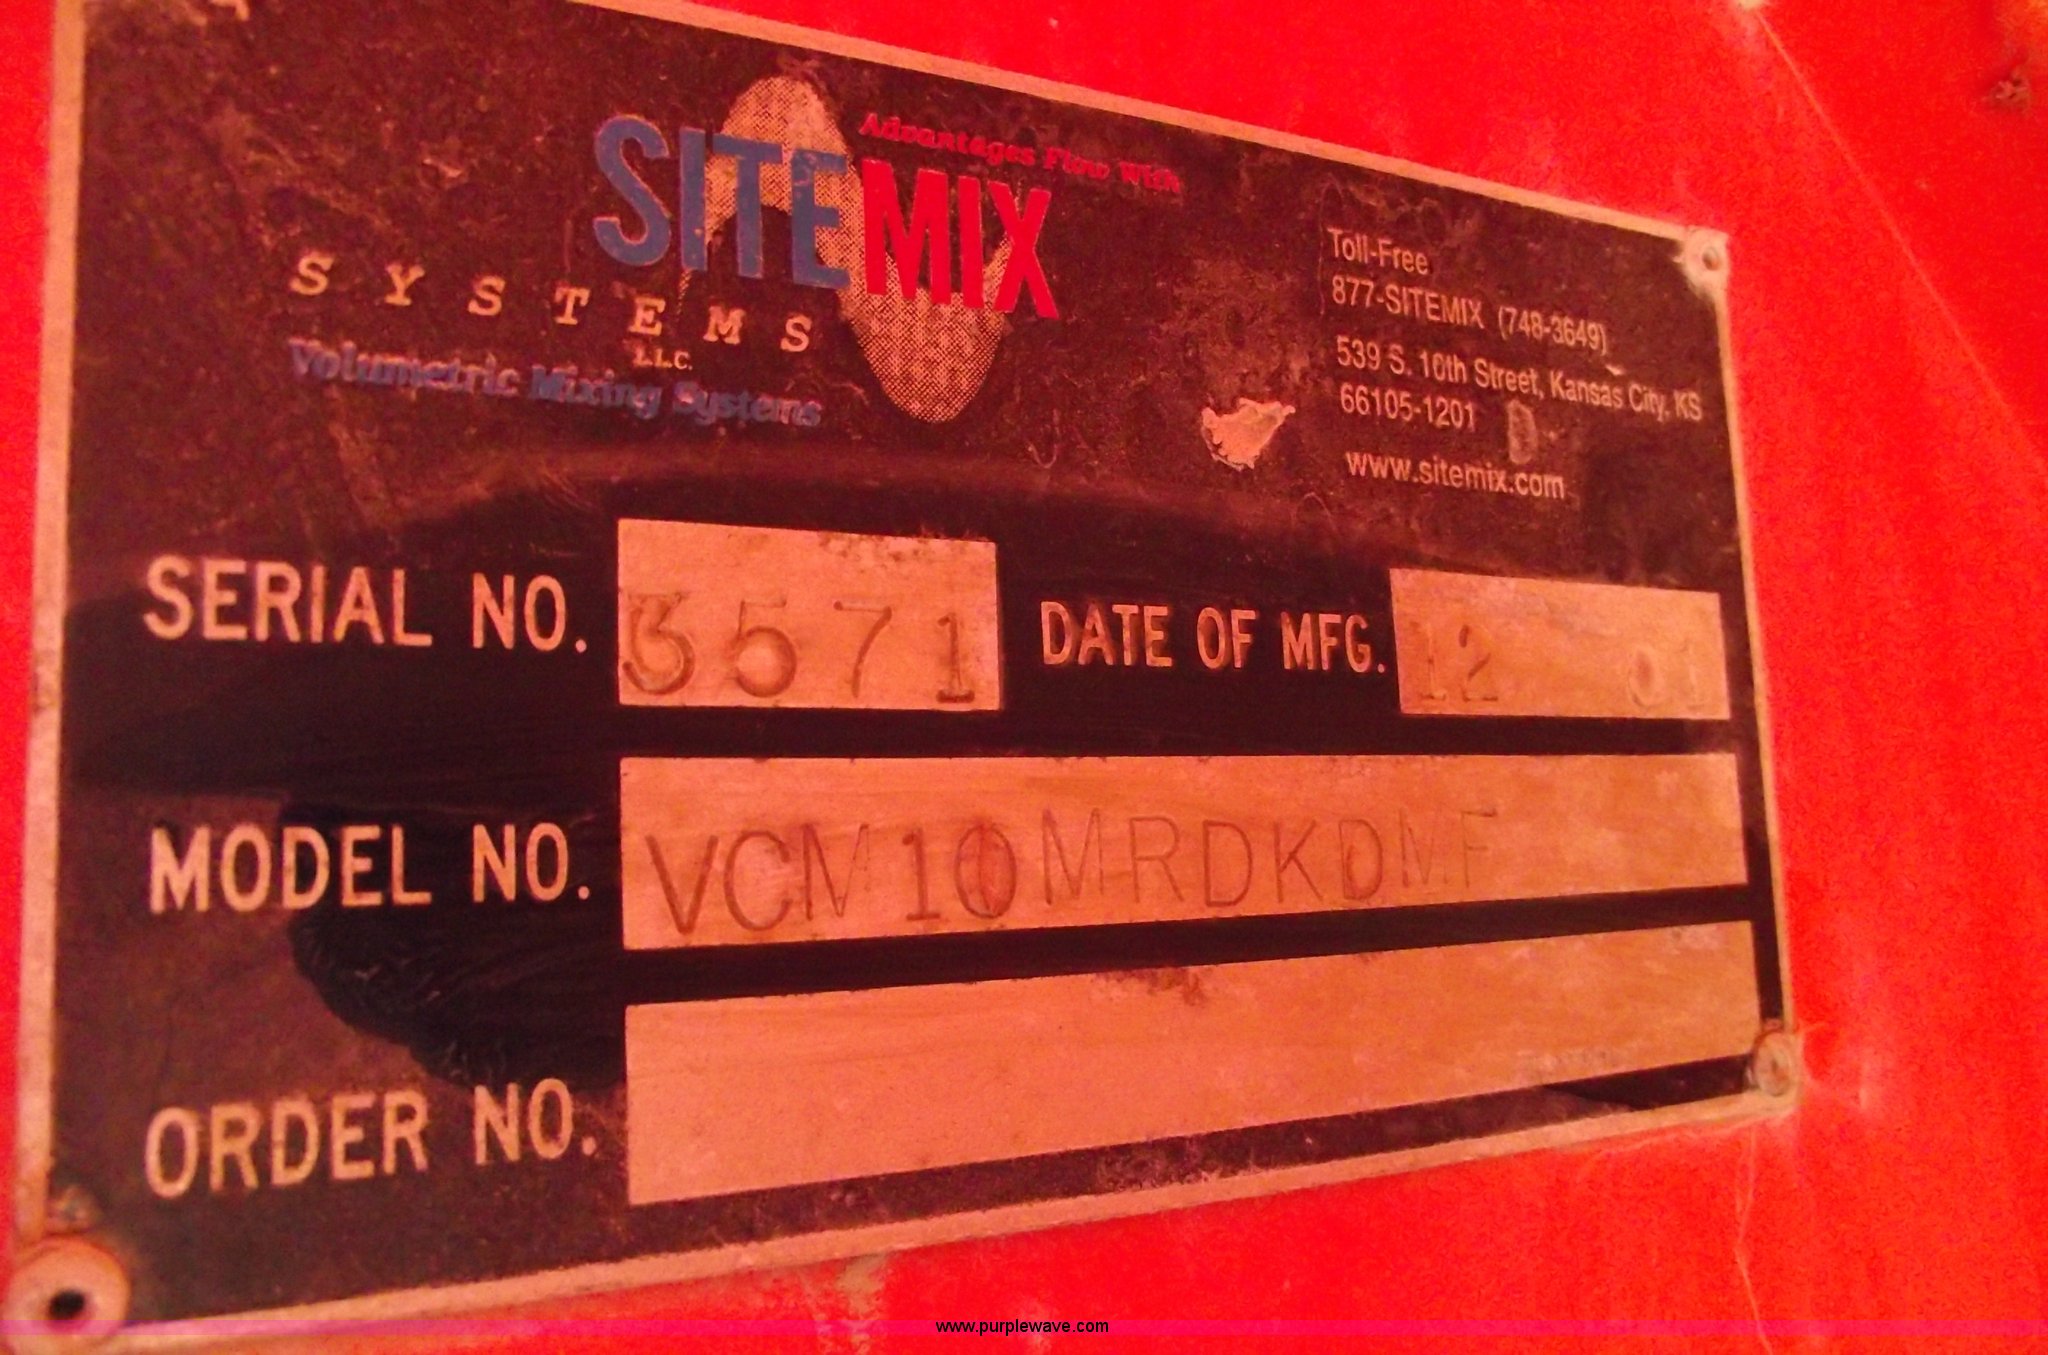 Advantages Flow With
SITEMIX
SYSTEMS
L.L.C.
Volumetric Mixing Systems
Toll-Free
877-SITEMIX (748-3649)
539 S. 10th Street, Kansas City, KS
66105-1201
www.sitemix.com
SERIAL NO. 3571 DATE OF MFG. 12 01
MODEL NO. VCM10MRDKDMF
ORDER NO.
www.purplewave.com